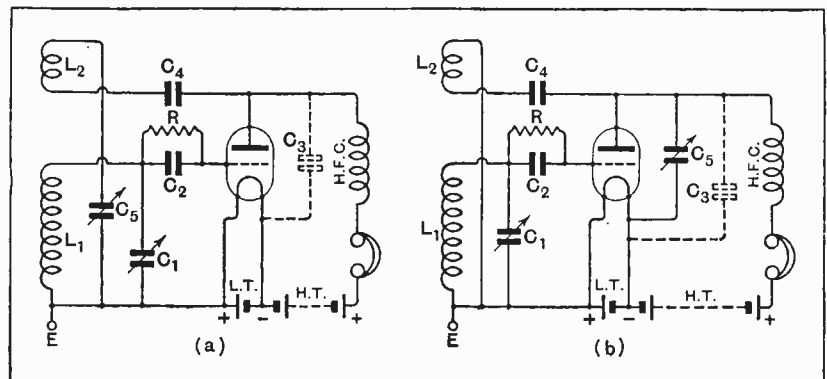 L2
C4
R
C2
C3
H.F.C.
C5
L1
C1
L.T.
H.T.
+
-
+
E
(a)
L2
C4
R
C2
C5
C3
H.F.C.
L1
C1
L.T.
H.T.
+
-
+
E
(b)